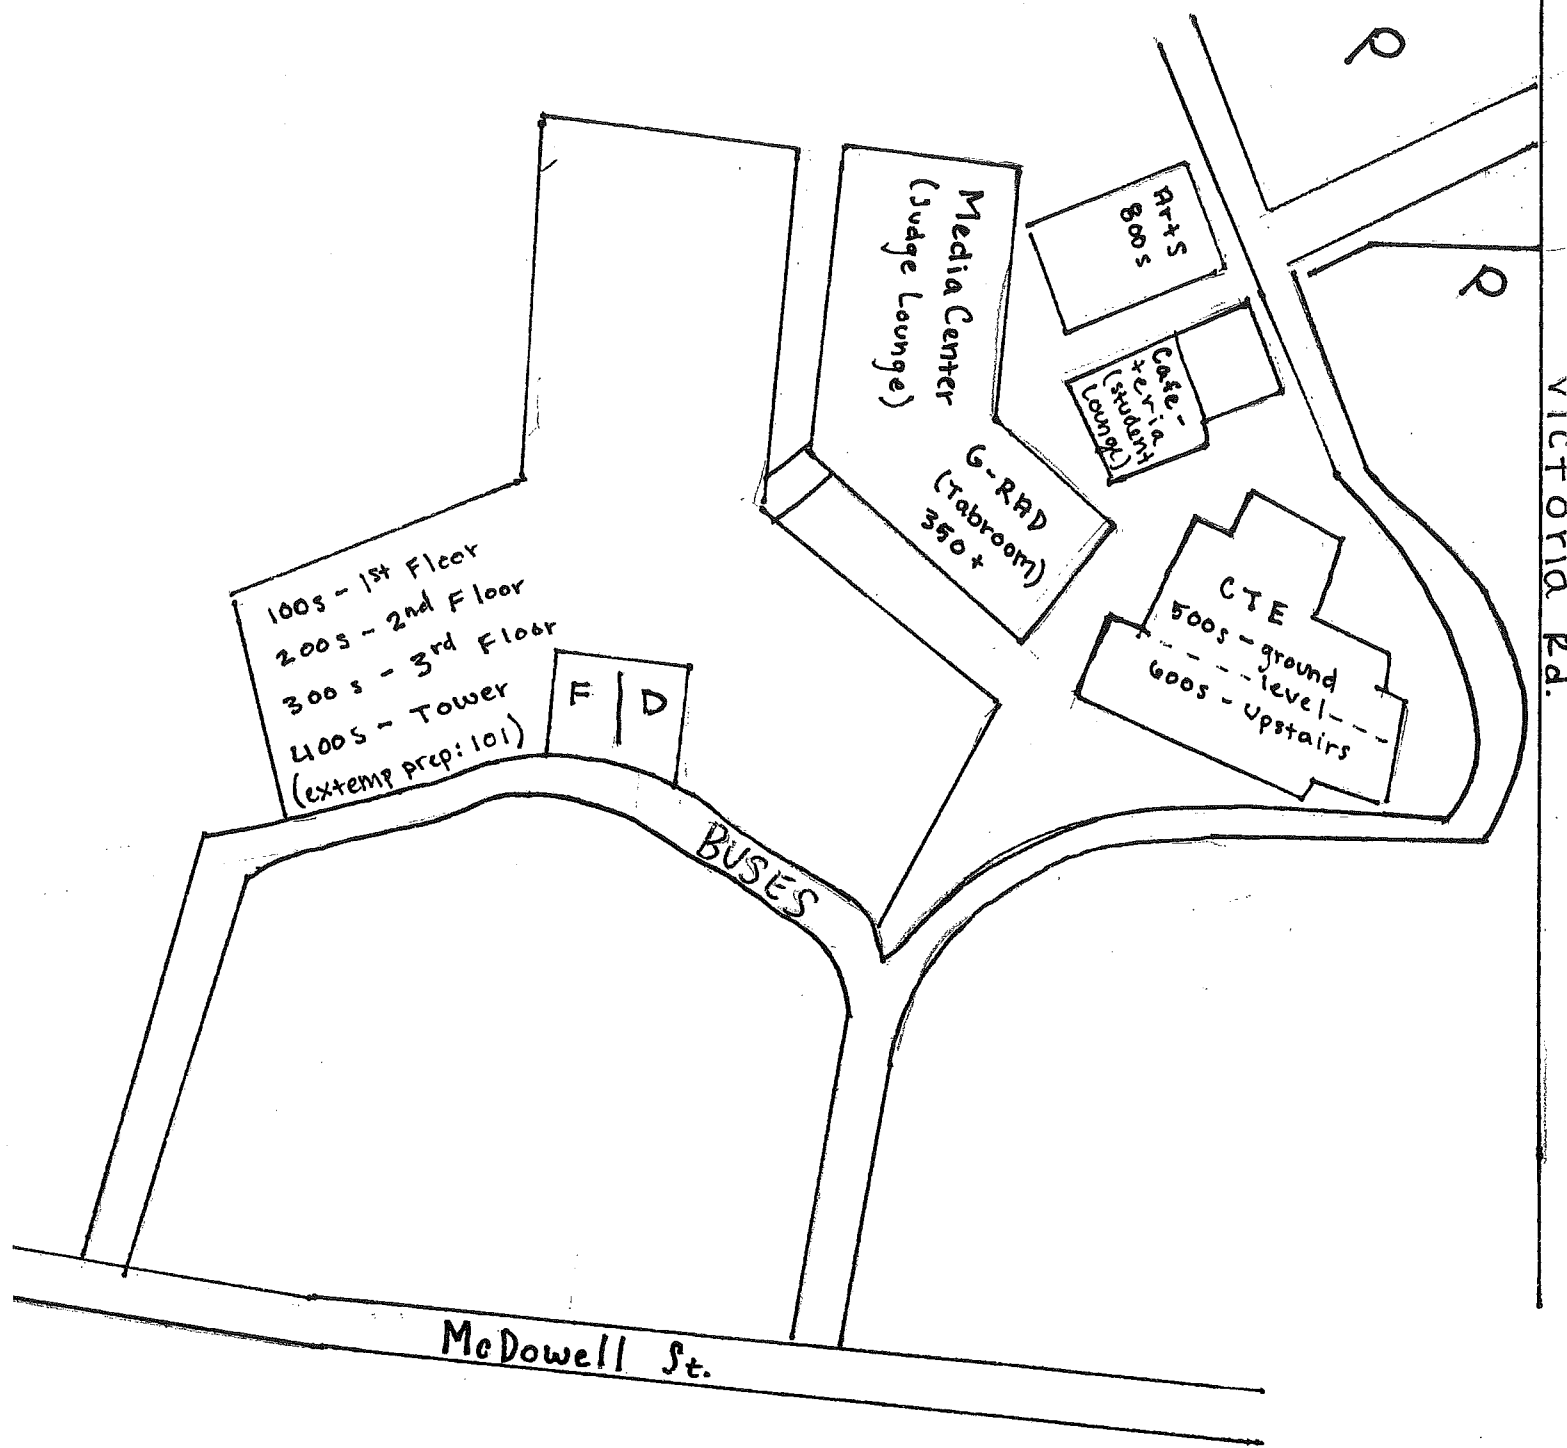 P
P
Victoria Rd.
Arts
800s
Media Center
(Judge Lounge)
Cafe-
teria
(student
Lounge)
G-RAD
(Tabroom)
350+
CTE
500s - ground
level
600s - Upstairs
100s - 1st Floor
200s - 2nd Floor
300s - 3rd Floor
400s - Tower
(extemp prep: 101)
F | D
BUSES
McDowell St.